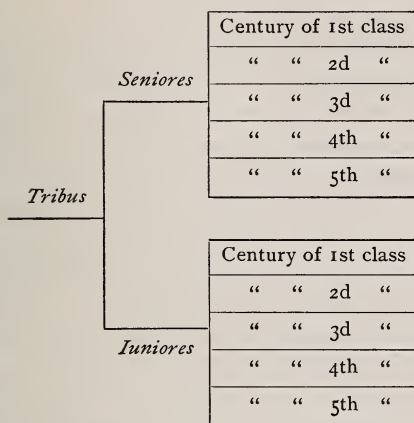 Century of 1st class
“ “ 2d “
Seniores
“ “ 3d “
“ “ 4th “
“ “ 5th “
Tribus
Century of 1st class
“ “ 2d “
“ “ 3d “
Iuniores
“ “ 4th “
“ “ 5th “